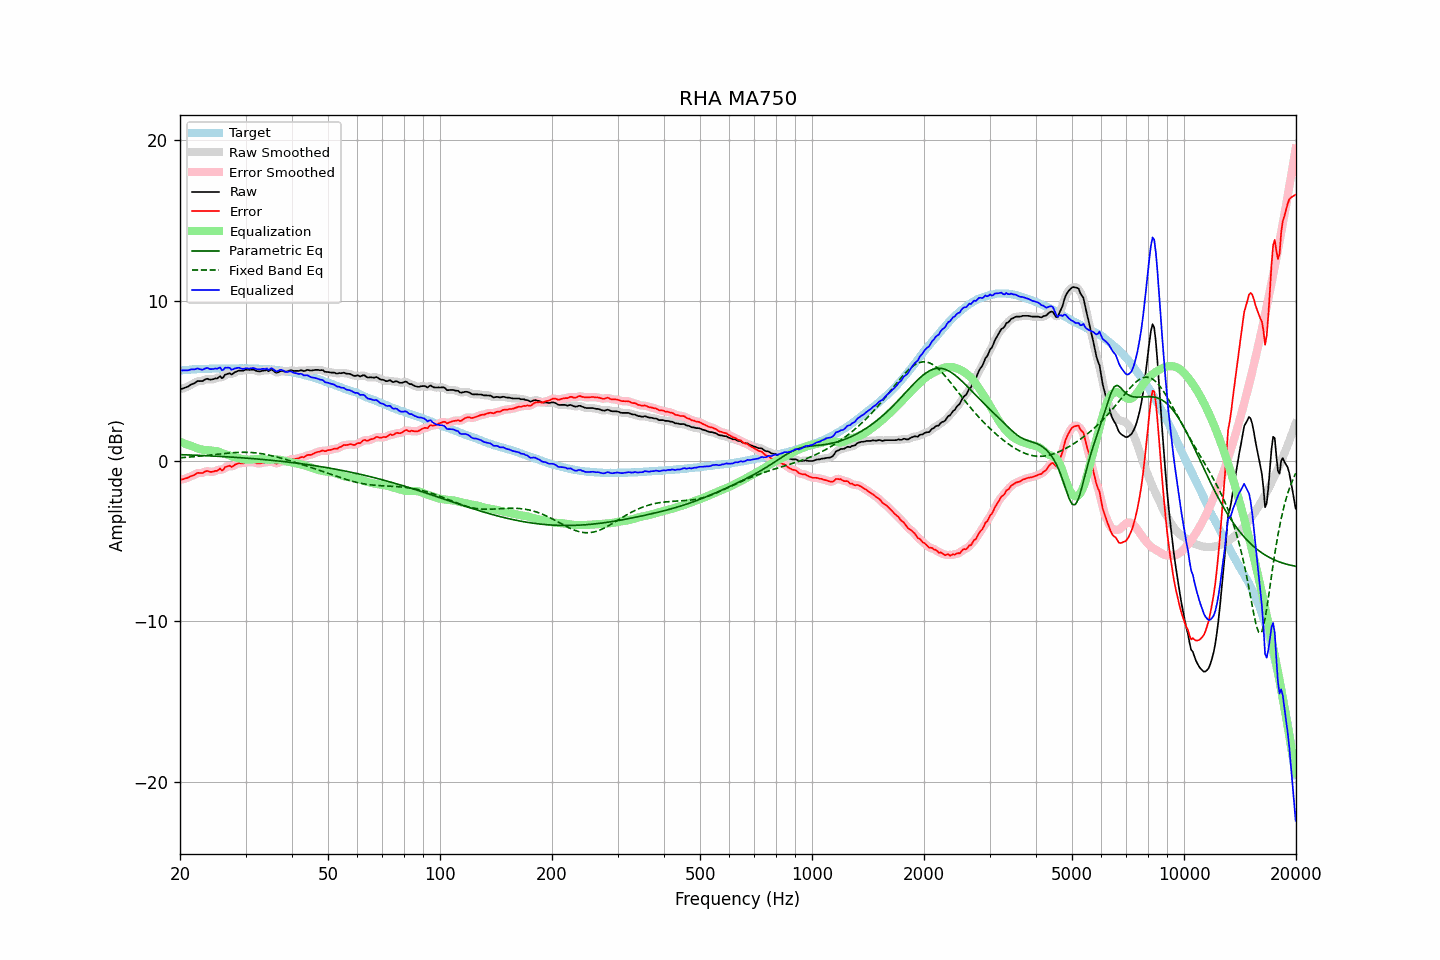 RHA MA750
Target
Raw Smoothed
Error Smoothed
Raw
Error
Equalization
Parametric Eq
Fixed Band Eq
Equalized
20
10
0
−10
−20
Amplitude (dBr)
20 50 100 200 500 1000 2000 5000 10000 20000
Frequency (Hz)